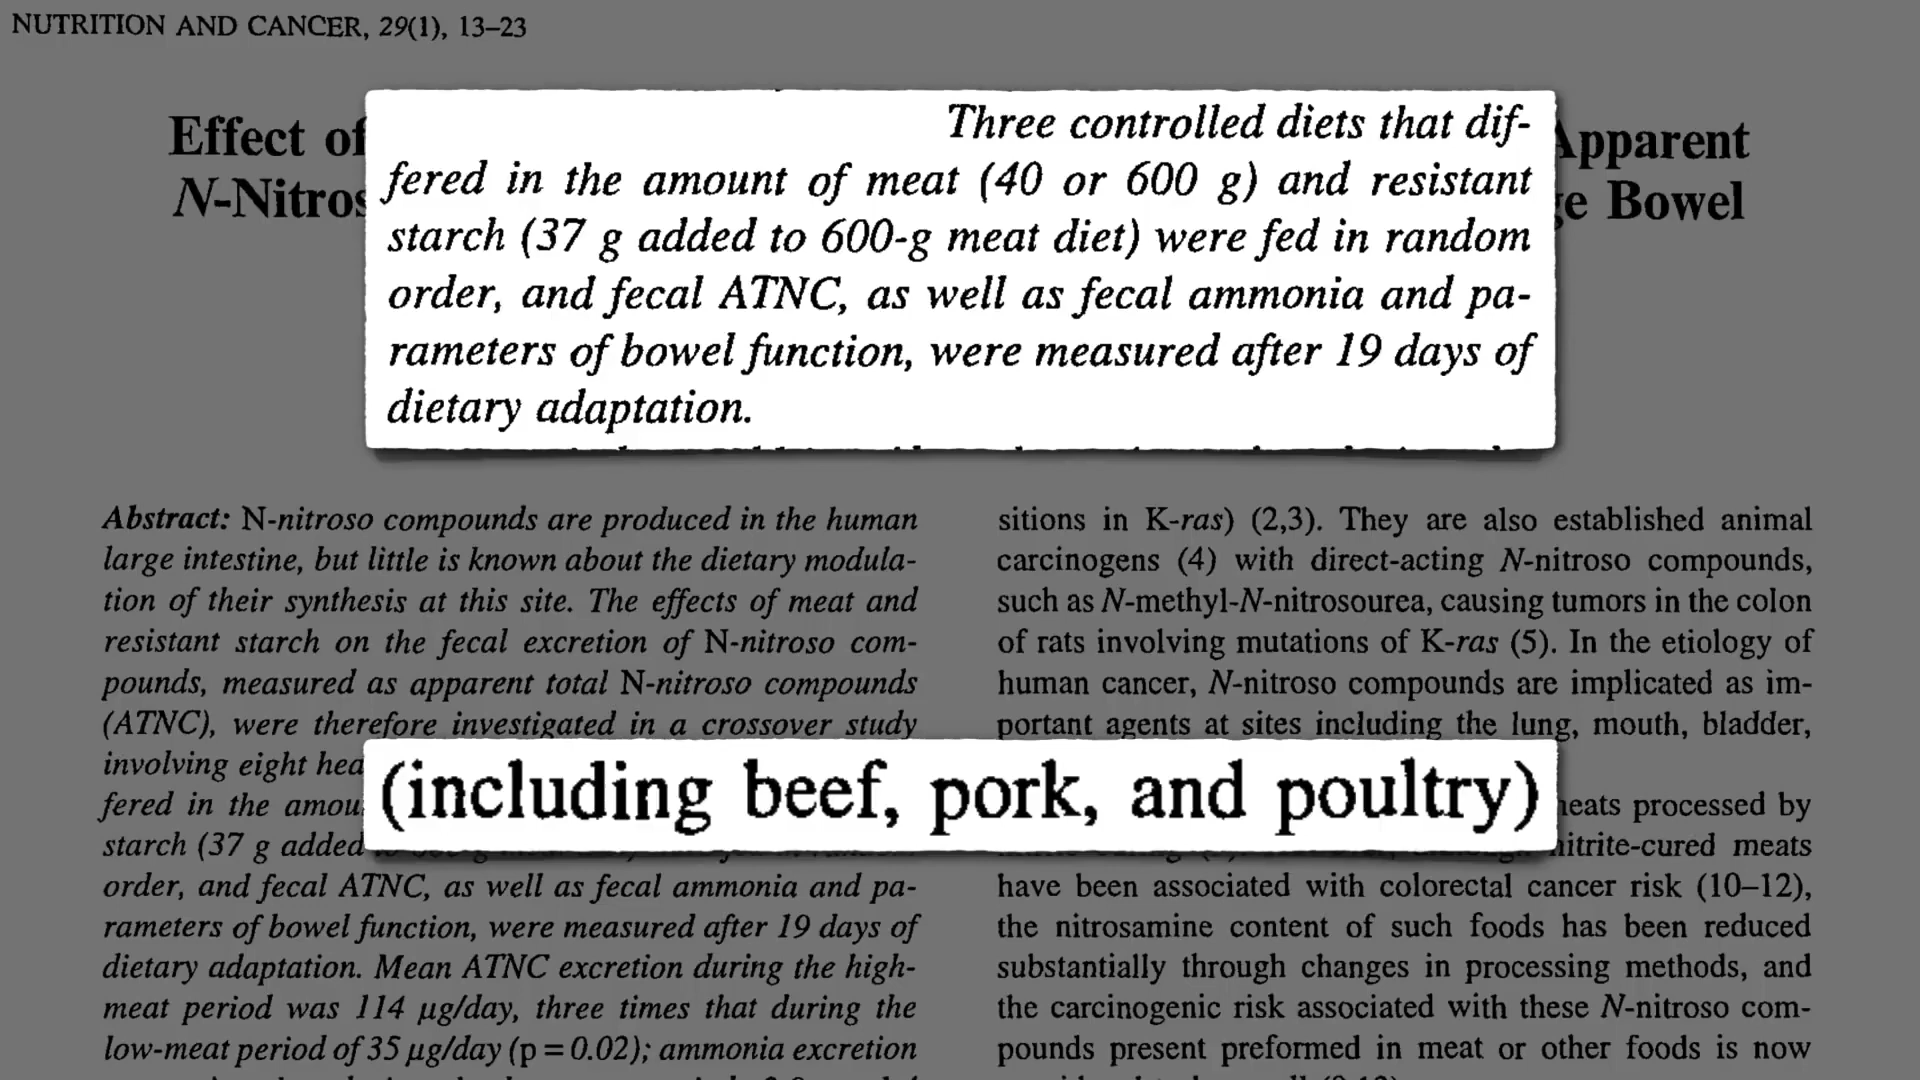 NUTRITION AND CANCER, 29(1), 13–23
Effect of Apparent
N-Nitros ge Bowel
Three controlled diets that dif-
fered in the amount of meat (40 or 600 g) and resistant
starch (37 g added to 600-g meat diet) were fed in random
order, and fecal ATNC, as well as fecal ammonia and pa-
rameters of bowel function, were measured after 19 days of
dietary adaptation.
Abstract: N-nitroso compounds are produced in the human
large intestine, but little is known about the dietary modula-
tion of their synthesis at this site. The effects of meat and
resistant starch on the fecal excretion of N-nitroso com-
pounds, measured as apparent total N-nitroso compounds
(ATNC), were therefore investigated in a crossover study
involving eight hea
fered in the amou
starch (37 g added
order, and fecal ATNC, as well as fecal ammonia and pa-
rameters of bowel function, were measured after 19 days of
dietary adaptation. Mean ATNC excretion during the high-
meat period was 114 μg/day, three times that during the
low-meat period of 35 μg/day (p = 0.02); ammonia excretion
(including beef, pork, and poultry)
sitions in K-ras) (2,3). They are also established animal
carcinogens (4) with direct-acting N-nitroso compounds,
such as N-methyl-N-nitrosourea, causing tumors in the colon
of rats involving mutations of K-ras (5). In the etiology of
human cancer, N-nitroso compounds are implicated as im-
portant agents at sites including the lung, mouth, bladder,
eats processed by
nitrite-cured meats
have been associated with colorectal cancer risk (10–12),
the nitrosamine content of such foods has been reduced
substantially through changes in processing methods, and
the carcinogenic risk associated with these N-nitroso com-
pounds present preformed in meat or other foods is now